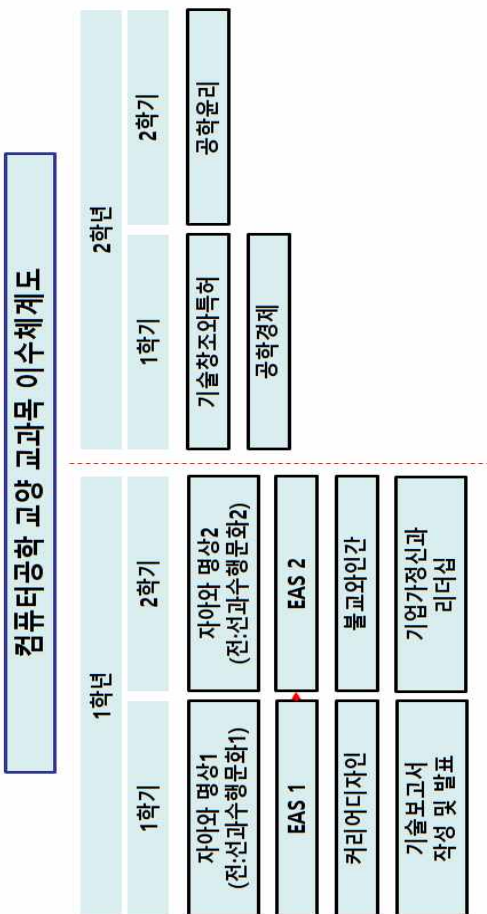 컴퓨터공학 교양 교과목 이수체계도
1학년
2학년
1학기
2학기
1학기
2학기
자아와 명상1
(전:선과수행문화1)
자아와 명상2
(전:선과수행문화2)
기술창조와특허
공학윤리
EAS 1
EAS 2
공학경제
커리어디자인
불교와인간
기술보고서
작성 및 발표
기업가정신과
리더십